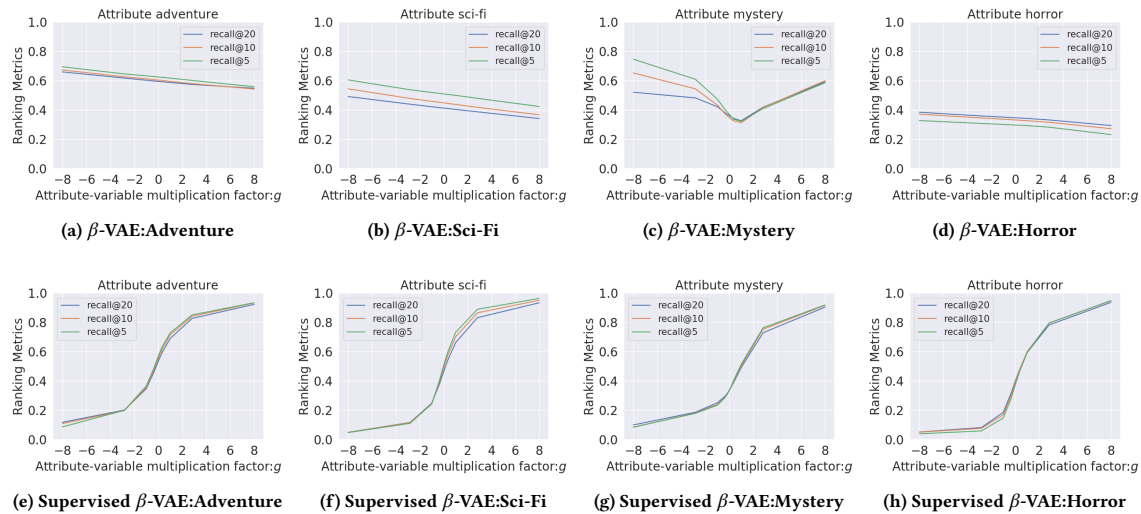 Attribute adventure
1.0
0.8
0.6
0.4
0.2
0.0
Ranking Metrics
recall@20
recall@10
recall@5
−8 −6 −4 −2 0 2 4 6 8
Attribute-variable multiplication factor:g
(a) β-VAE:Adventure
Attribute sci-fi
1.0
0.8
0.6
0.4
0.2
0.0
Ranking Metrics
recall@20
recall@10
recall@5
−8 −6 −4 −2 0 2 4 6 8
Attribute-variable multiplication factor:g
(b) β-VAE:Sci-Fi
Attribute mystery
1.0
0.8
0.6
0.4
0.2
0.0
Ranking Metrics
recall@20
recall@10
recall@5
−8 −6 −4 −2 0 2 4 6 8
Attribute-variable multiplication factor:g
(c) β-VAE:Mystery
Attribute horror
1.0
0.8
0.6
0.4
0.2
0.0
Ranking Metrics
recall@20
recall@10
recall@5
−8 −6 −4 −2 0 2 4 6 8
Attribute-variable multiplication factor:g
(d) β-VAE:Horror
Attribute adventure
1.0
0.8
0.6
0.4
0.2
0.0
Ranking Metrics
recall@20
recall@10
recall@5
−8 −6 −4 −2 0 2 4 6 8
Attribute-variable multiplication factor:g
(e) Supervised β-VAE:Adventure
Attribute sci-fi
1.0
0.8
0.6
0.4
0.2
0.0
Ranking Metrics
recall@20
recall@10
recall@5
−8 −6 −4 −2 0 2 4 6 8
Attribute-variable multiplication factor:g
(f) Supervised β-VAE:Sci-Fi
Attribute mystery
1.0
0.8
0.6
0.4
0.2
0.0
Ranking Metrics
recall@20
recall@10
recall@5
−8 −6 −4 −2 0 2 4 6 8
Attribute-variable multiplication factor:g
(g) Supervised β-VAE:Mystery
Attribute horror
1.0
0.8
0.6
0.4
0.2
0.0
Ranking Metrics
recall@20
recall@10
recall@5
−8 −6 −4 −2 0 2 4 6 8
Attribute-variable multiplication factor:g
(h) Supervised β-VAE:Horror